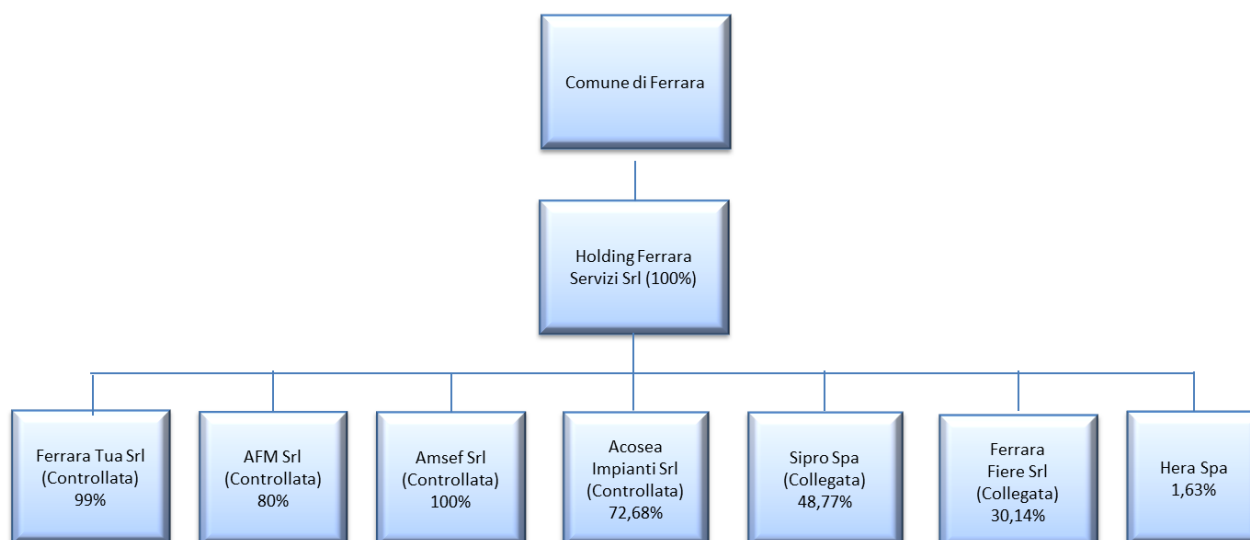 Comune di Ferrara
Holding Ferrara
Servizi Srl (100%)
Ferrara Tua Srl
(Controllata)
99%
AFM Srl
(Controllata)
80%
Amsef Srl
(Controllata)
100%
Acosea
Impianti Srl
(Controllata)
72,68%
Sipro Spa
(Collegata)
48,77%
Ferrara
Fiere Srl
(Collegata)
30,14%
Hera Spa
1,63%